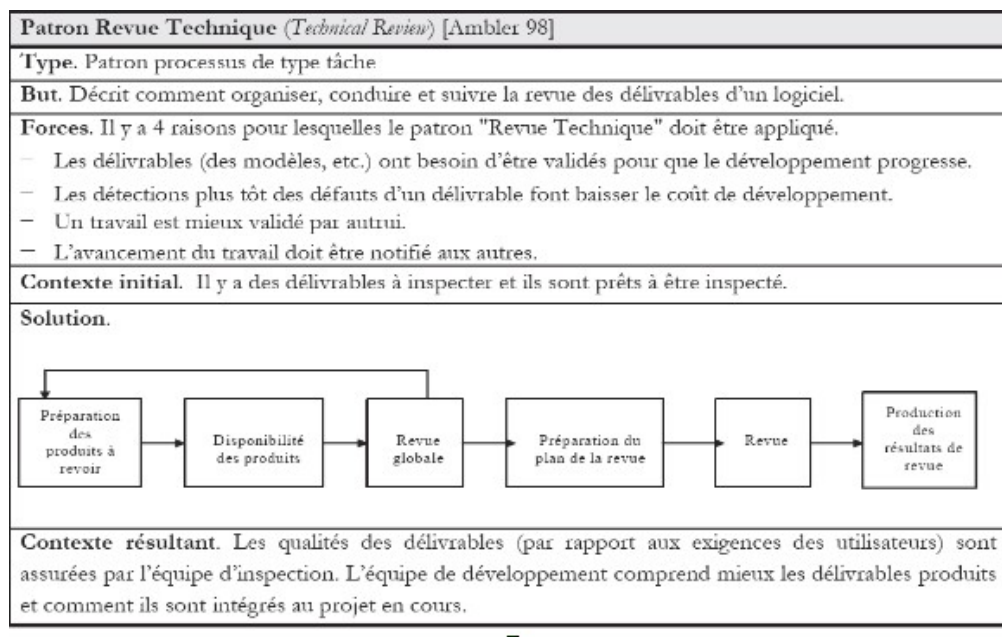 Patron Revue Technique (Technical Review) [Ambler 98]
Type. Patron processus de type tâche
But. Décrit comment organiser, conduire et suivre la revue des délivrables d'un logiciel.
Forces. Il y a 4 raisons pour lesquelles le patron "Revue Technique" doit être appliqué.
– Les délivrables (des modèles, etc.) ont besoin d'être validés pour que le développement progresse.
– Les détections plus tôt des défauts d'un délivrable font baisser le coût de développement.
– Un travail est mieux validé par autrui.
– L'avancement du travail doit être notifié aux autres.
Contexte initial. Il y a des délivrables à inspecter et ils sont prêts à être inspecté.
Solution.
Préparation
des
produits à
revoir
Disponibilité
des produits
Revue
globale
Préparation du
plan de la revue
Revue
Production
des
résultats de
revue
Contexte résultant. Les qualités des délivrables (par rapport aux exigences des utilisateurs) sont
assurées par l'équipe d'inspection. L'équipe de développement comprend mieux les délivrables produits
et comment ils sont intégrés au projet en cours.